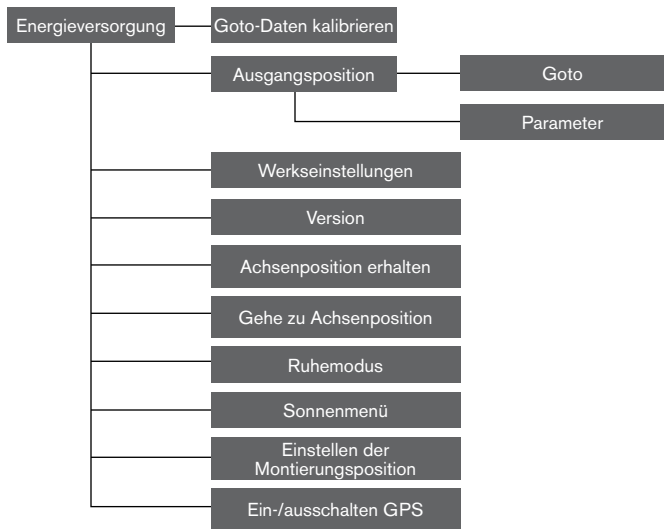 Energieversorgung
Goto-Daten kalibrieren
Ausgangsposition
Goto
Parameter
Werkseinstellungen
Version
Achsenposition erhalten
Gehe zu Achsenposition
Ruhemodus
Sonnenmenü
Einstellen der
Montierungsposition
Ein-/ausschalten GPS